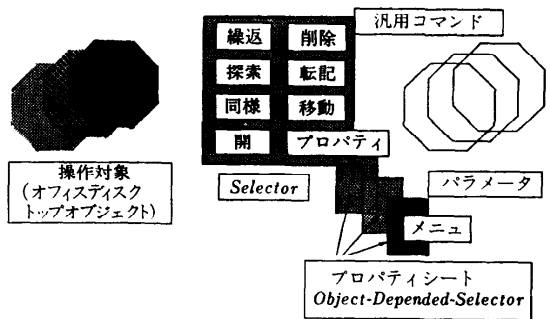 汎用コマンド
繰返 削除
探素 転記
同様 移動
開 プロパティ
操作対象
(オフィスディスク
トップオブジェクト)
Selector
パラメータ
メニュー
プロパティシート
Object-Depended-Selector